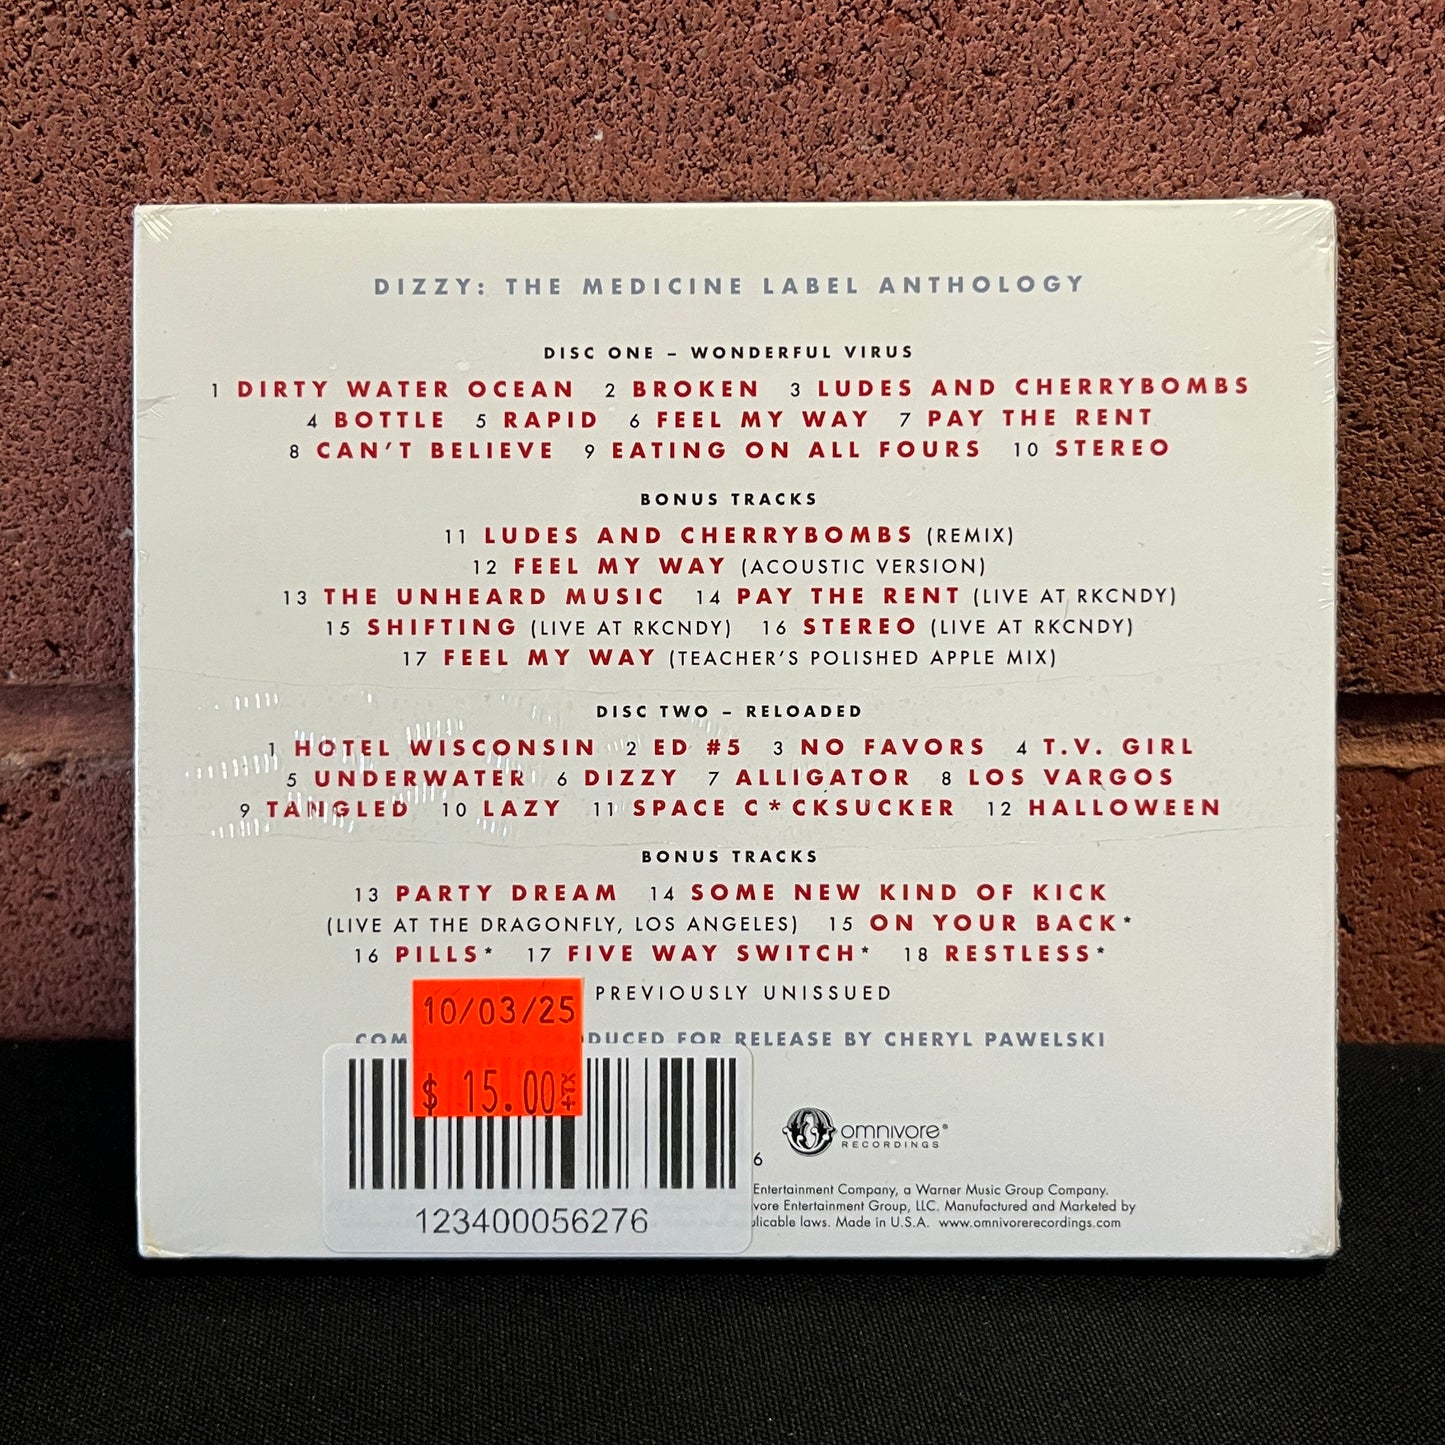 DIZZY: THE MEDICINE LABEL ANTHOLOGY
DISC ONE – WONDERFUL VIRUS
1 DIRTY WATER OCEAN 2 BROKEN 3 LUDES AND CHERRYBOMBS
4 BOTTLE 5 RAPID 6 FEEL MY WAY 7 PAY THE RENT
8 CAN'T BELIEVE 9 EATING ON ALL FOURS 10 STEREO
BONUS TRACKS
11 LUDES AND CHERRYBOMBS (REMIX)
12 FEEL MY WAY (ACOUSTIC VERSION)
13 THE UNHEARD MUSIC 14 PAY THE RENT (LIVE AT RKCNDY)
15 SHIFTING (LIVE AT RKCNDY) 16 STEREO (LIVE AT RKCNDY)
17 FEEL MY WAY (TEACHER'S POLISHED APPLE MIX)
DISC TWO – RELOADED
1 HOTEL WISCONSIN 2 ED #5 3 NO FAVORS 4 T.V. GIRL
5 UNDERWATER 6 DIZZY 7 ALLIGATOR 8 LOS VARGOS
9 TANGLED 10 LAZY 11 SPACE C*CKSUCKER 12 HALLOWEEN
BONUS TRACKS
13 PARTY DREAM 14 SOME NEW KIND OF KICK
(LIVE AT THE DRAGONFLY, LOS ANGELES) 15 ON YOUR BACK*
16 PILLS* 17 FIVE WAY SWITCH* 18 RESTLESS*
PREVIOUSLY UNISSUED
FOR RELEASE BY CHERYL PAWELSKI
10/03/25
$ 15.00 +TX
omnivore®
RECORDINGS
6
Entertainment Company, a Warner Music Group Company.
Entertainment Group, LLC. Manufactured and Marketed by
laws. Made in U.S.A. www.omnivorerecordings.com
123400056276